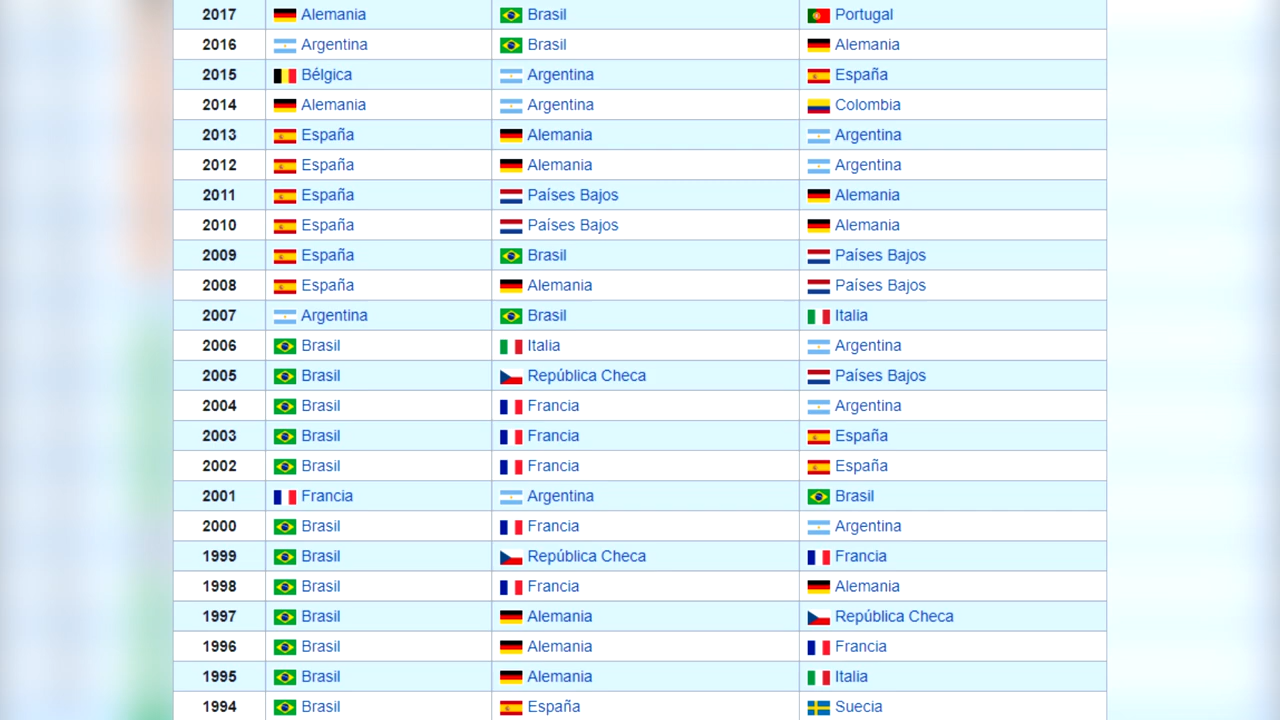 2017 Alemania Brasil Portugal
2016 Argentina Brasil Alemania
2015 Bélgica Argentina España
2014 Alemania Argentina Colombia
2013 España Alemania Argentina
2012 España Alemania Argentina
2011 España Países Bajos Alemania
2010 España Países Bajos Alemania
2009 España Brasil Países Bajos
2008 España Alemania Países Bajos
2007 Argentina Brasil Italia
2006 Brasil Italia Argentina
2005 Brasil República Checa Países Bajos
2004 Brasil Francia Argentina
2003 Brasil Francia España
2002 Brasil Francia España
2001 Francia Argentina Brasil
2000 Brasil Francia Argentina
1999 Brasil República Checa Francia
1998 Brasil Francia Alemania
1997 Brasil Alemania República Checa
1996 Brasil Alemania Francia
1995 Brasil Alemania Italia
1994 Brasil España Suecia